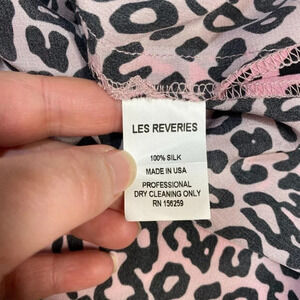 LES REVERIES
100% SILK
MADE IN USA
PROFESSIONAL
DRY CLEANING ONLY
RN 156259